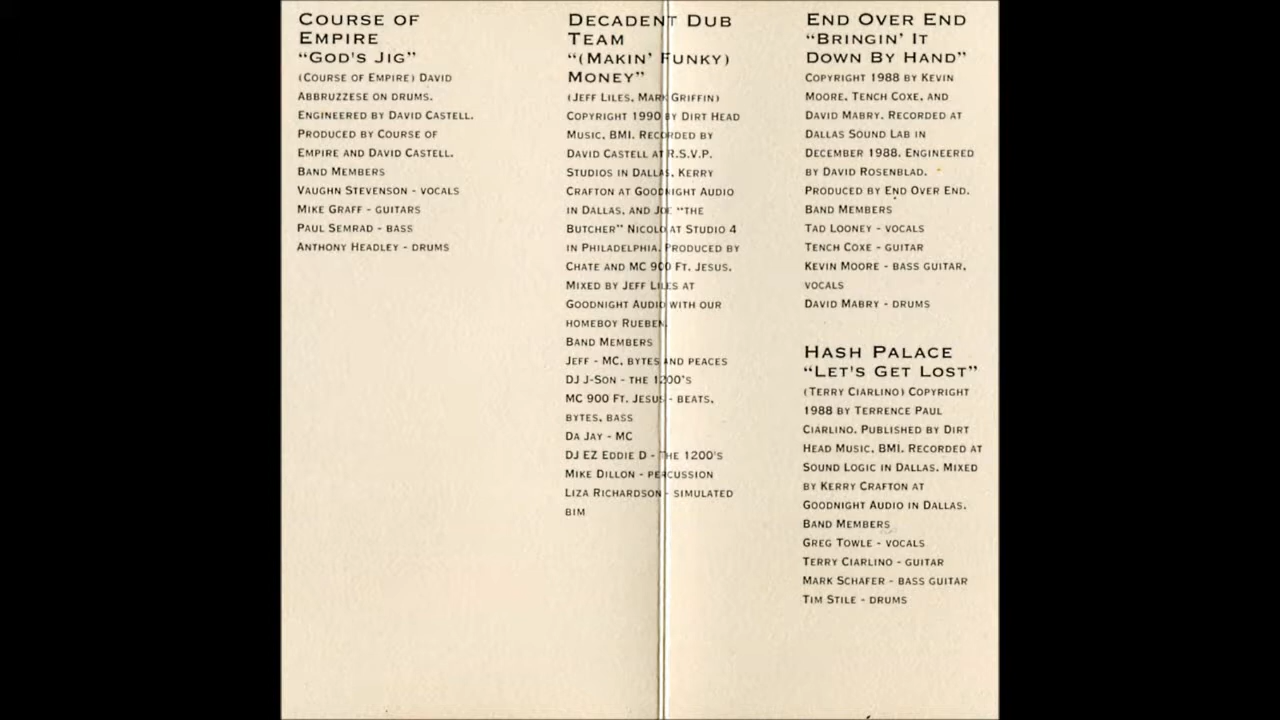 COURSE OF
EMPIRE
“GOD'S JIG”
(COURSE OF EMPIRE) DAVID
ABBRUZZESE ON DRUMS.
ENGINEERED BY DAVID CASTELL.
PRODUCED BY COURSE OF
EMPIRE AND DAVID CASTELL.
BAND MEMBERS
VAUGHN STEVENSON - VOCALS
MIKE GRAFF - GUITARS
PAUL SEMRAD - BASS
ANTHONY HEADLEY - DRUMS
DECADENT DUB
TEAM
“(MAKIN' FUNKY)
MONEY”
(JEFF LILES, MARK GRIFFIN)
COPYRIGHT 1990 BY DIRT HEAD
MUSIC, BMI. RECORDED BY
DAVID CASTELL AT R.S.V.P.
STUDIOS IN DALLAS, KERRY
CRAFTON AT GOODNIGHT AUDIO
IN DALLAS, AND JOE “THE
BUTCHER” NICOLO AT STUDIO 4
IN PHILADELPHIA. PRODUCED BY
CHATE AND MC 900 FT. JESUS.
MIXED BY JEFF LILES AT
GOODNIGHT AUDIO WITH OUR
HOMEBOY RUEBEN.
BAND MEMBERS
JEFF - MC, BYTES AND PEACES
DJ J-SON - THE 1200'S
MC 900 FT. JESUS - BEATS,
BYTES, BASS
DA JAY - MC
DJ EZ EDDIE D - THE 1200'S
MIKE DILLON - PERCUSSION
LIZA RICHARDSON - SIMULATED
BIM
END OVER END
“BRINGIN' IT
DOWN BY HAND”
COPYRIGHT 1988 BY KEVIN
MOORE, TENCH COXE, AND
DAVID MABRY. RECORDED AT
DALLAS SOUND LAB IN
DECEMBER 1988. ENGINEERED
BY DAVID ROSENBLAD.
PRODUCED BY END OVER END.
BAND MEMBERS
TAD LOONEY - VOCALS
TENCH COXE - GUITAR
KEVIN MOORE - BASS GUITAR,
VOCALS
DAVID MABRY - DRUMS
HASH PALACE
“LET'S GET LOST”
(TERRY CIARLINO) COPYRIGHT
1988 BY TERRENCE PAUL
CIARLINO. PUBLISHED BY DIRT
HEAD MUSIC, BMI. RECORDED AT
SOUND LOGIC IN DALLAS. MIXED
BY KERRY CRAFTON AT
GOODNIGHT AUDIO IN DALLAS.
BAND MEMBERS
GREG TOWLE - VOCALS
TERRY CIARLINO - GUITAR
MARK SCHAFER - BASS GUITAR
TIM STILE - DRUMS